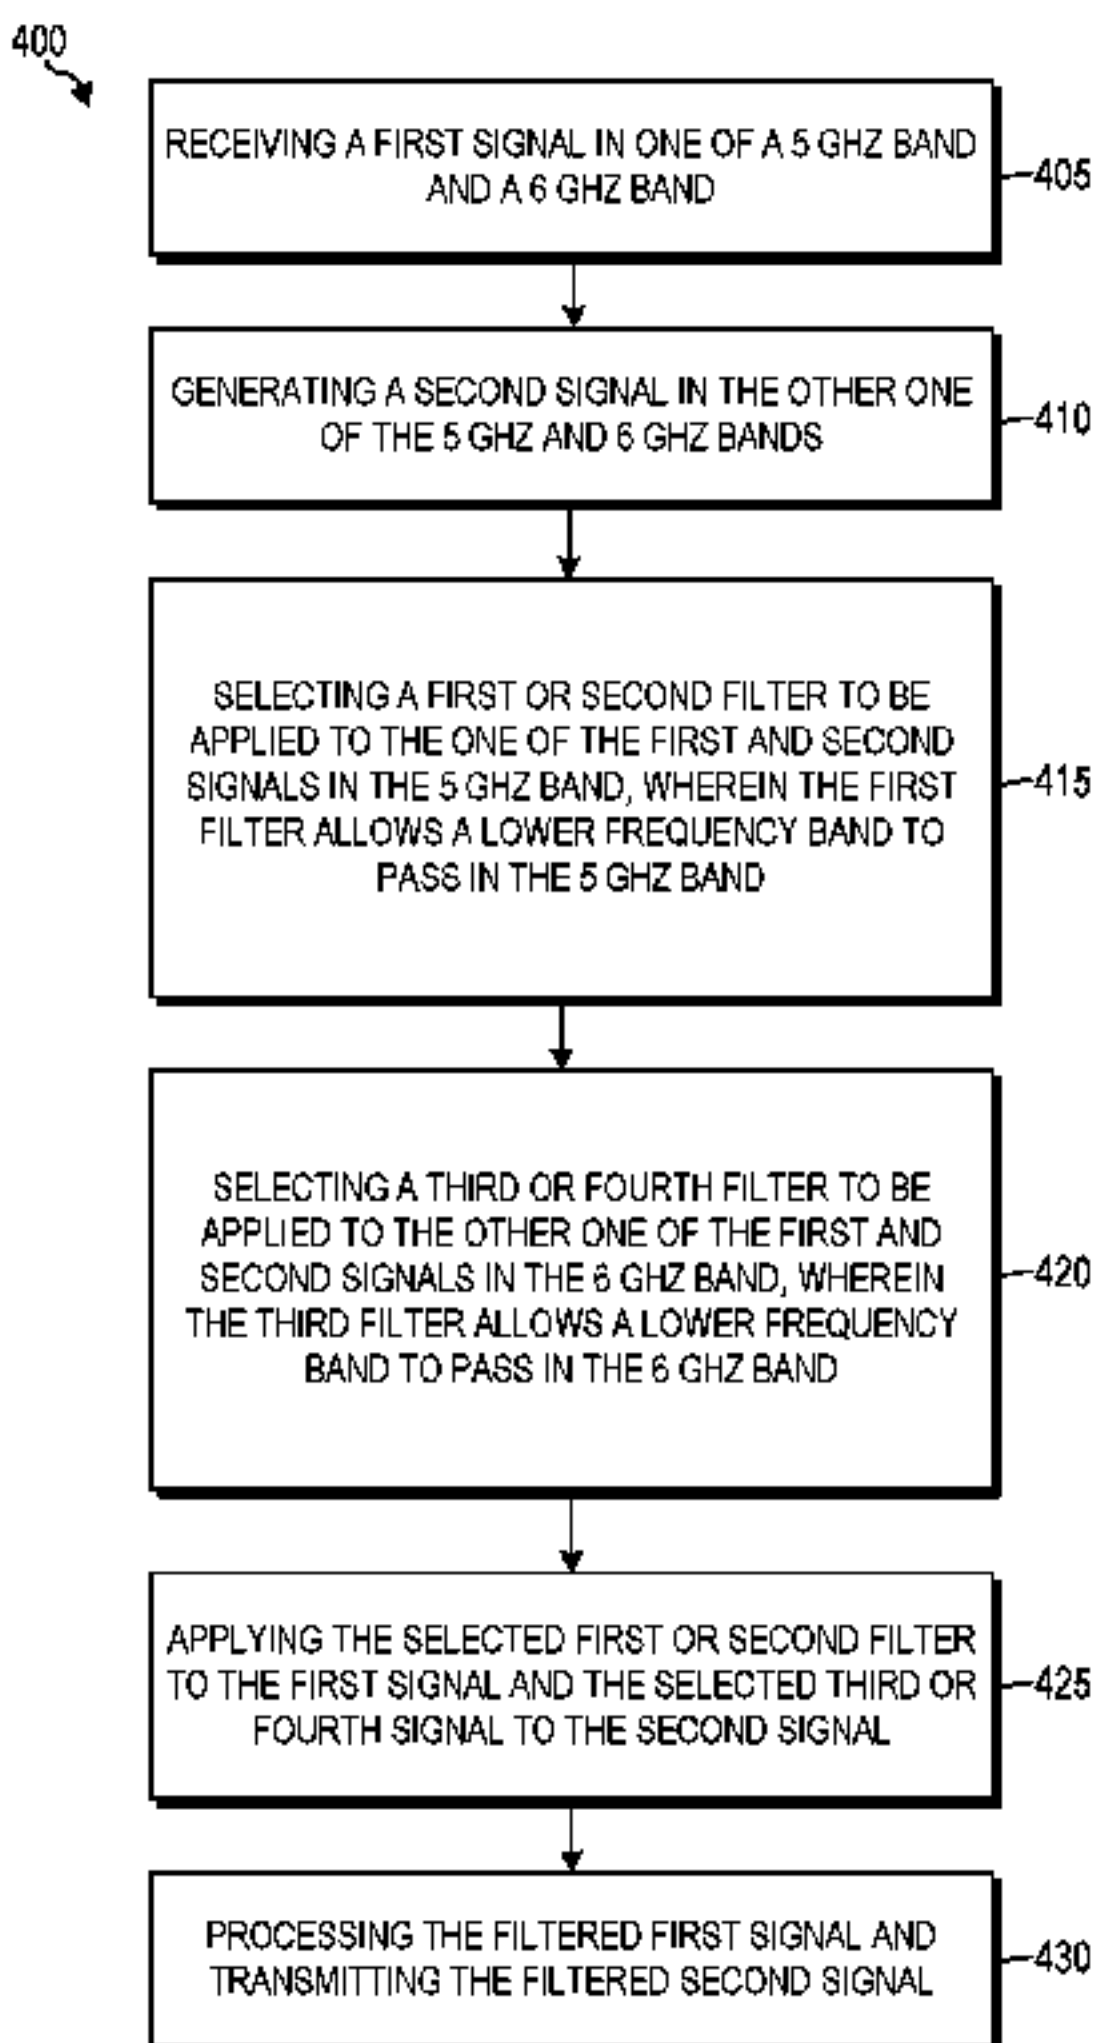 400
RECEIVING A FIRST SIGNAL IN ONE OF A 5 GHZ BAND
AND A 6 GHZ BAND
405
GENERATING A SECOND SIGNAL IN THE OTHER ONE
OF THE 5 GHZ AND 6 GHZ BANDS
410
SELECTING A FIRST OR SECOND FILTER TO BE
APPLIED TO THE ONE OF THE FIRST AND SECOND
SIGNALS IN THE 5 GHZ BAND, WHEREIN THE FIRST
FILTER ALLOWS A LOWER FREQUENCY BAND TO
PASS IN THE 5 GHZ BAND
415
SELECTING A THIRD OR FOURTH FILTER TO BE
APPLIED TO THE OTHER ONE OF THE FIRST AND
SECOND SIGNALS IN THE 6 GHZ BAND, WHEREIN
THE THIRD FILTER ALLOWS A LOWER FREQUENCY
BAND TO PASS IN THE 6 GHZ BAND
420
APPLYING THE SELECTED FIRST OR SECOND FILTER
TO THE FIRST SIGNAL AND THE SELECTED THIRD OR
FOURTH SIGNAL TO THE SECOND SIGNAL
425
PROCESSING THE FILTERED FIRST SIGNAL AND
TRANSMITTING THE FILTERED SECOND SIGNAL
430